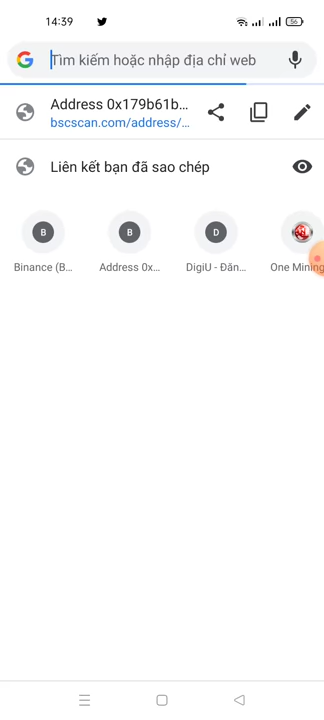 14:39
56
Tìm kiếm hoặc nhập địa chỉ web
Address 0x179b61b...
bscscan.com/address/...
Liên kết bạn đã sao chép
B
B
D
Binance (B...
Address 0x...
DigiU - Đăn...
One Mining